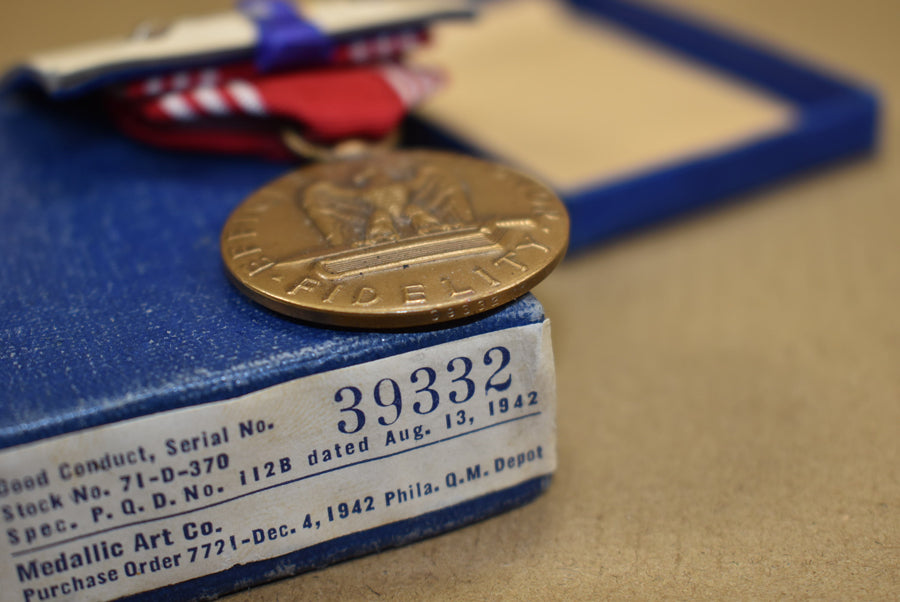 EFFI
FIDELITY
Good Conduct, Serial No. 39332
Stock No. 71-D-370
Spec. P. Q. D. No. 112B dated Aug. 13, 1942
Medallic Art Co.
Purchase Order 7721-Dec. 4, 1942 Phila. Q.M. Depot